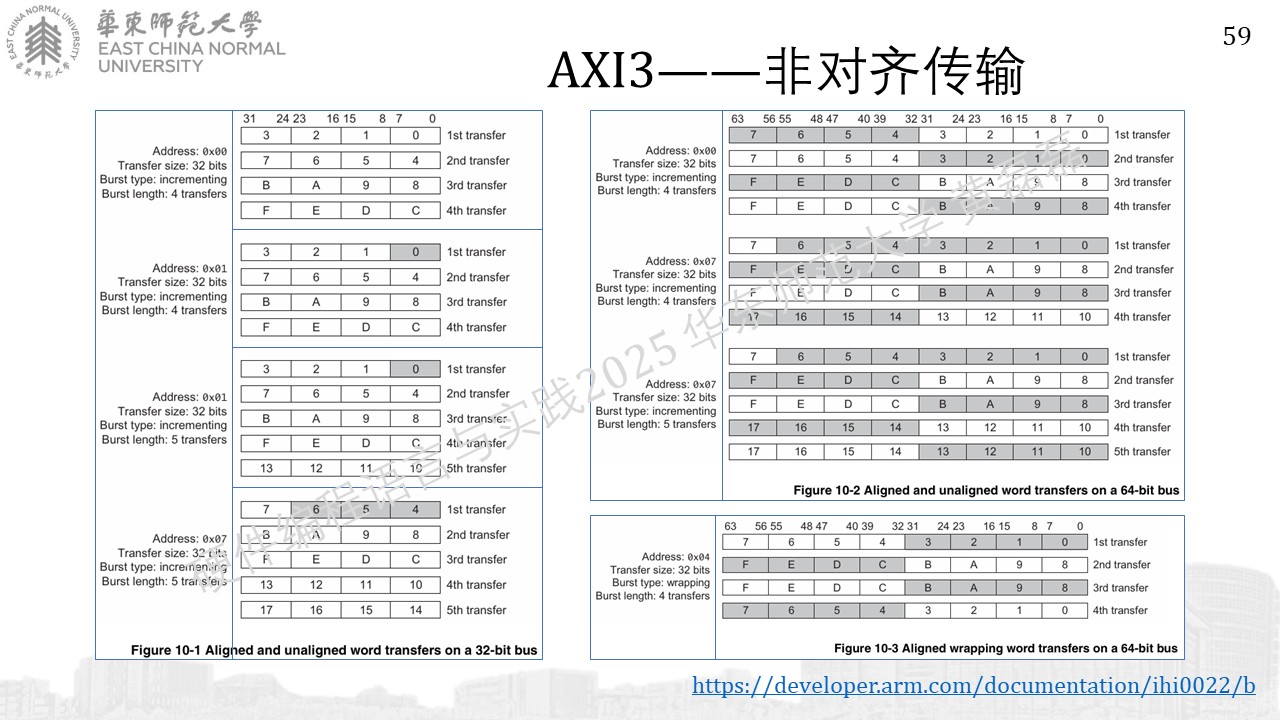 華東師範大學
EAST CHINA NORMAL
UNIVERSITY
EAST CHINA NORMAL UNIVERSITY
華東師範大學
59
AXI3——非对齐传输
31 24 23 16 15 8 7 0
Address: 0x00
Transfer size: 32 bits
Burst type: incrementing
Burst length: 4 transfers
3 2 1 0 1st transfer
7 6 5 4 2nd transfer
B A 9 8 3rd transfer
F E D C 4th transfer
Address: 0x01
Transfer size: 32 bits
Burst type: incrementing
Burst length: 4 transfers
3 2 1 0 1st transfer
7 6 5 4 2nd transfer
B A 9 8 3rd transfer
F E D C 4th transfer
Address: 0x01
Transfer size: 32 bits
Burst type: incrementing
Burst length: 5 transfers
3 2 1 0 1st transfer
7 6 5 4 2nd transfer
B A 9 8 3rd transfer
F E D C 4th transfer
13 12 11 10 5th transfer
Address: 0x07
Transfer size: 32 bits
Burst type: incrementing
Burst length: 5 transfers
7 6 5 4 1st transfer
B A 9 8 2nd transfer
F E D C 3rd transfer
13 12 11 10 4th transfer
17 16 15 14 5th transfer
Figure 10-1 Aligned and unaligned word transfers on a 32-bit bus
63 56 55 48 47 40 39 32 31 24 23 16 15 8 7 0
Address: 0x00
Transfer size: 32 bits
Burst type: incrementing
Burst length: 4 transfers
7 6 5 4 3 2 1 0 1st transfer
7 6 5 4 3 2 1 0 2nd transfer
F E D C B A 9 8 3rd transfer
F E D C B A 9 8 4th transfer
Address: 0x07
Transfer size: 32 bits
Burst type: incrementing
Burst length: 4 transfers
7 6 5 4 3 2 1 0 1st transfer
F E D C B A 9 8 2nd transfer
F E D C B A 9 8 3rd transfer
17 16 15 14 13 12 11 10 4th transfer
Address: 0x07
Transfer size: 32 bits
Burst type: incrementing
Burst length: 5 transfers
7 6 5 4 3 2 1 0 1st transfer
F E D C B A 9 8 2nd transfer
F E D C B A 9 8 3rd transfer
17 16 15 14 13 12 11 10 4th transfer
17 16 15 14 13 12 11 10 5th transfer
Figure 10-2 Aligned and unaligned word transfers on a 64-bit bus
63 56 55 48 47 40 39 32 31 24 23 16 15 8 7 0
Address: 0x04
Transfer size: 32 bits
Burst type: wrapping
Burst length: 4 transfers
7 6 5 4 3 2 1 0 1st transfer
F E D C B A 9 8 2nd transfer
F E D C B A 9 8 3rd transfer
7 6 5 4 3 2 1 0 4th transfer
Figure 10-3 Aligned wrapping word transfers on a 64-bit bus
硬件编程语言与实践2025 华东师范大学 黄磊磊
https://developer.arm.com/documentation/ihi0022/b